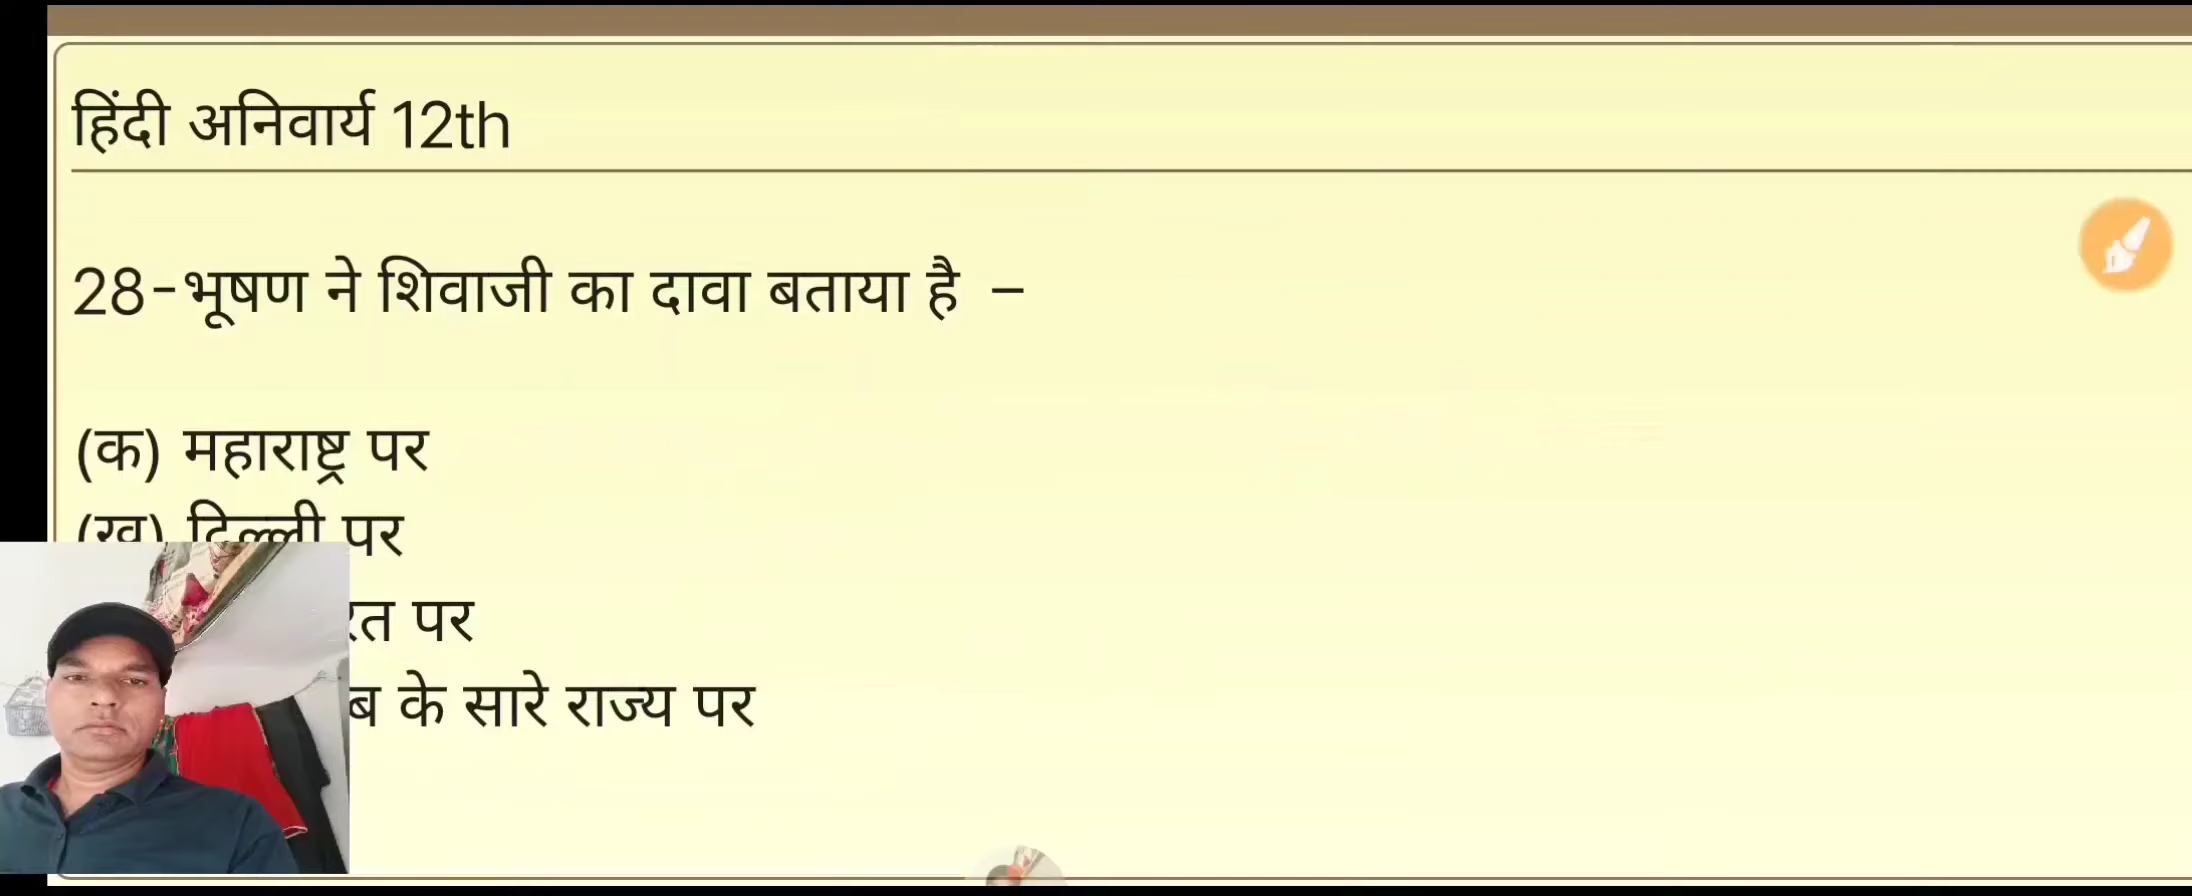 हिंदी अनिवार्य 12th
28-भूषण ने शिवाजी का दावा बताया है –
(क) महाराष्ट्र पर
(ख) दिल्ली पर
पर
के सारे राज्य पर